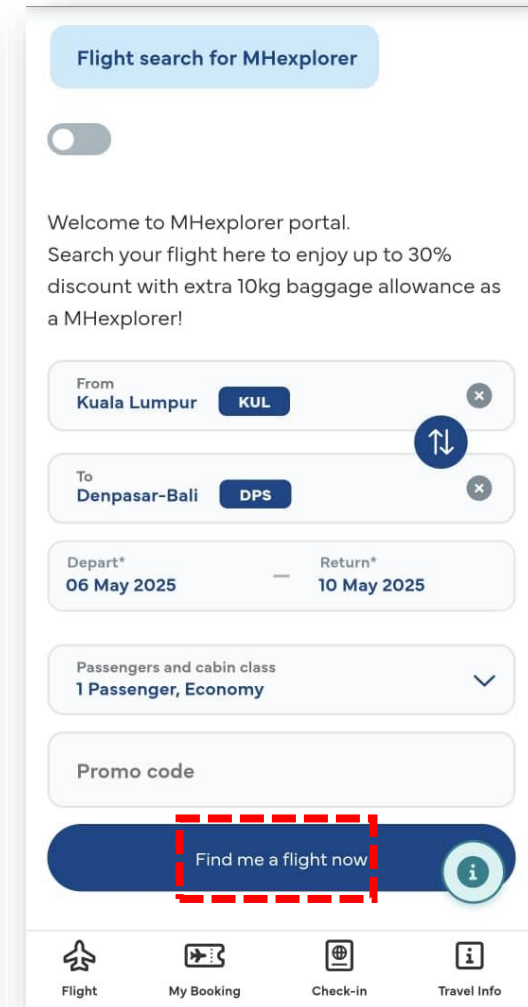 Flight search for MHexplorer
Welcome to MHexplorer portal.
Search your flight here to enjoy up to 30%
discount with extra 10kg baggage allowance as
a MHexplorer!
From
Kuala Lumpur KUL
To
Denpasar-Bali DPS
Depart* Return*
06 May 2025 — 10 May 2025
Passengers and cabin class
1 Passenger, Economy
Promo code
Find me a flight now
Flight My Booking Check-in Travel Info